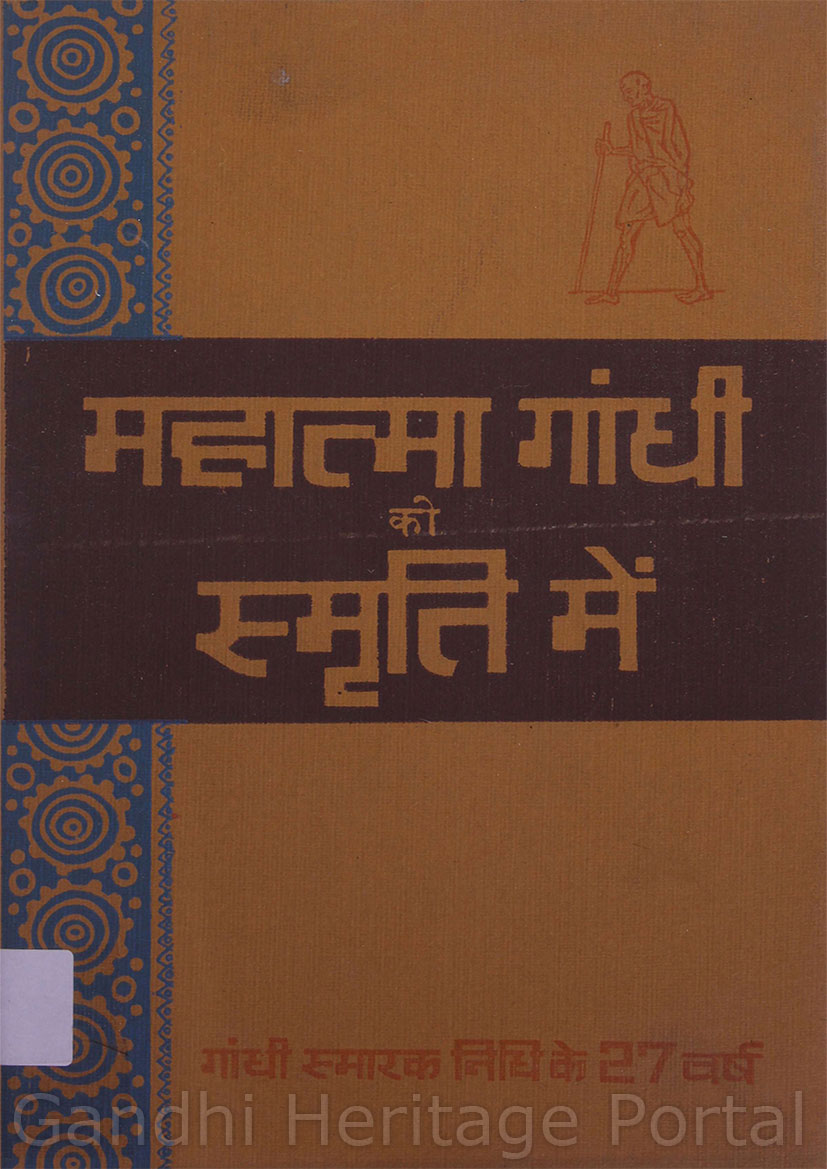 महात्मा गांधी
की
स्मृति में
गांधी स्मारक निधि के 27 वर्ष
Gandhi Heritage Portal